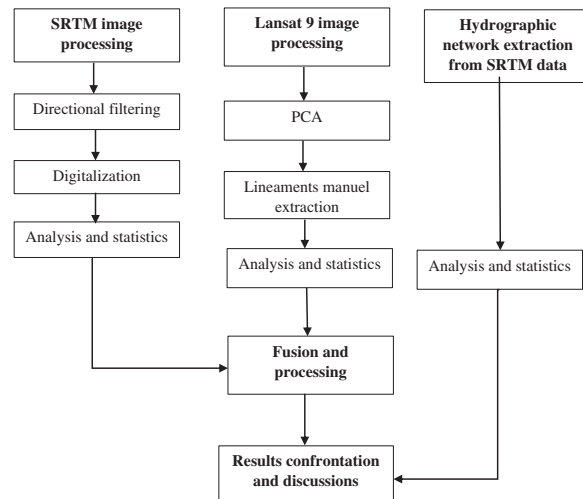 SRTM image
processing
Directional filtering
Digitalization
Analysis and statistics
Lansat 9 image
processing
PCA
Lineaments manuel
extraction
Analysis and statistics
Hydrographic
network extraction
from SRTM data
Analysis and statistics
Fusion and
processing
Results confrontation
and discussions